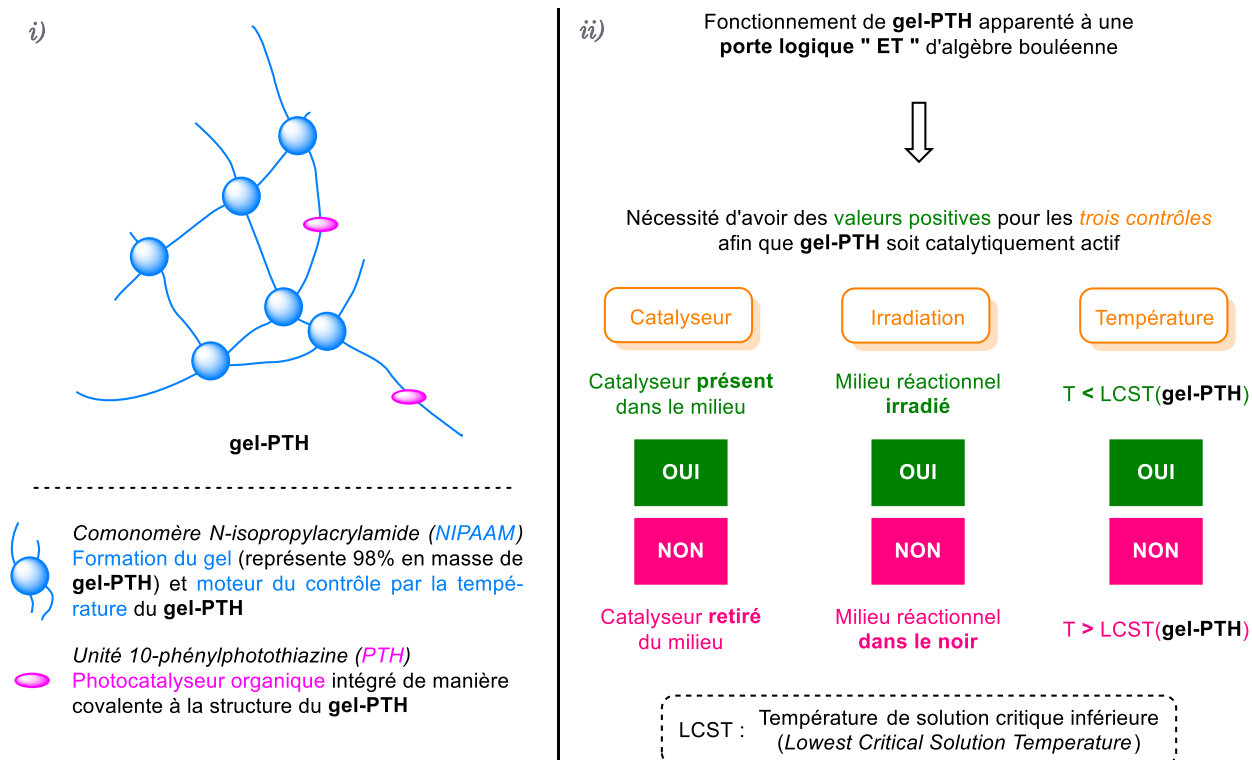 i)
gel-PTH
Comonomère N-isopropylacrylamide (NIPAAM)
Formation du gel (représente 98% en masse de
gel-PTH) et moteur du contrôle par la tempé-
rature du gel-PTH
Unité 10-phénylphotothiazine (PTH)
Photocatalyseur organique intégré de manière
covalente à la structure du gel-PTH
ii)
Fonctionnement de gel-PTH apparenté à une
porte logique " ET " d'algèbre bouléenne
Nécessité d'avoir des valeurs positives pour les trois contrôles
afin que gel-PTH soit catalytiquement actif
Catalyseur
Irradiation
Température
Catalyseur présent
dans le milieu
Milieu réactionnel
irradié
T < LCST(gel-PTH)
OUI
OUI
OUI
NON
NON
NON
Catalyseur retiré
du milieu
Milieu réactionnel
dans le noir
T > LCST(gel-PTH)
LCST : Température de solution critique inférieure
(Lowest Critical Solution Temperature)